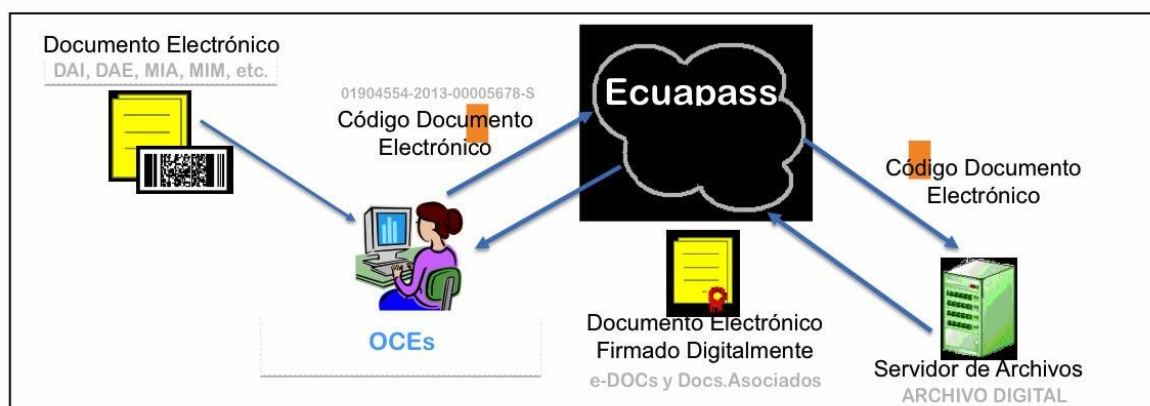 Documento Electrónico
DAI, DAE, MIA, MIM, etc.
01904554-2013-00005678-S
Código Documento
Electrónico
Ecuapass
Código Documento
Electrónico
OCEs
Documento Electrónico
Firmado Digitalmente
e-DOCs y Docs.Asociados
Servidor de Archivos
ARCHIVO DIGITAL